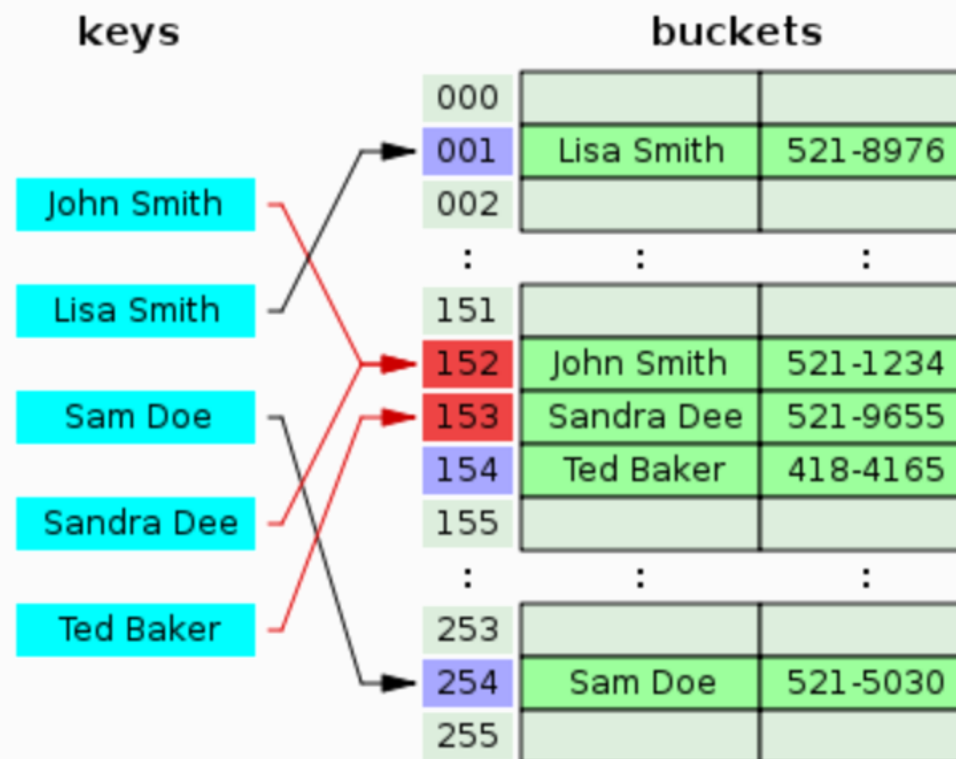 keys
buckets
000
001 Lisa Smith 521-8976
John Smith
002
: : :
Lisa Smith
151
152 John Smith 521-1234
Sam Doe
153 Sandra Dee 521-9655
154 Ted Baker 418-4165
Sandra Dee
155
: : :
Ted Baker
253
254 Sam Doe 521-5030
255